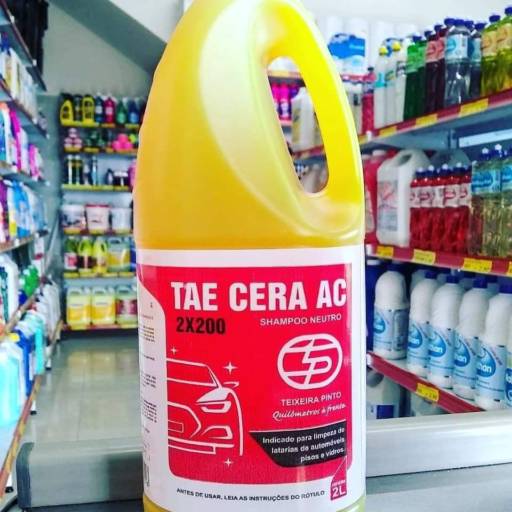 TAE CERA AC
2X200
SHAMPOO NEUTRO
TEIXEIRA PINTO
Quilômetros à frente.
Indicado para limpeza de
latarias de automóveis,
pisos e vidros.
2L
ANTES DE USAR, LEIA AS INSTRUÇÕES DO RÓTULO